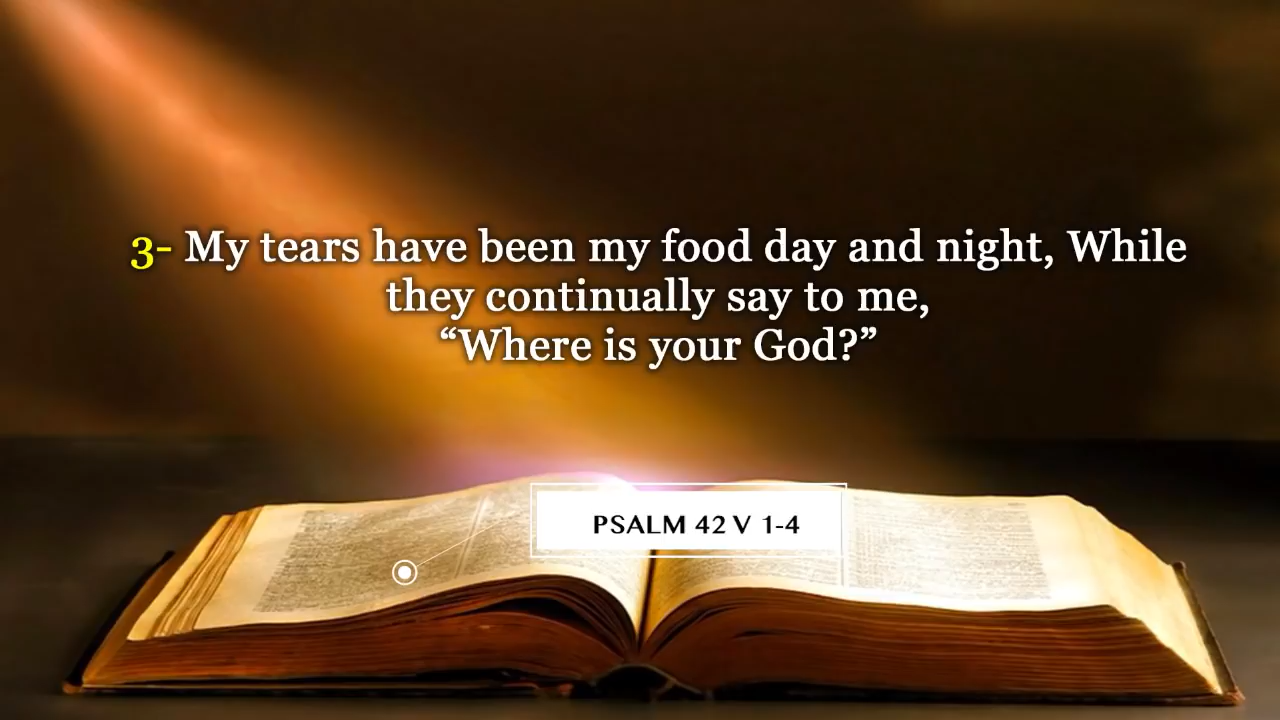 3- My tears have been my food day and night, While
they continually say to me,
“Where is your God?”
PSALM 42 V 1-4